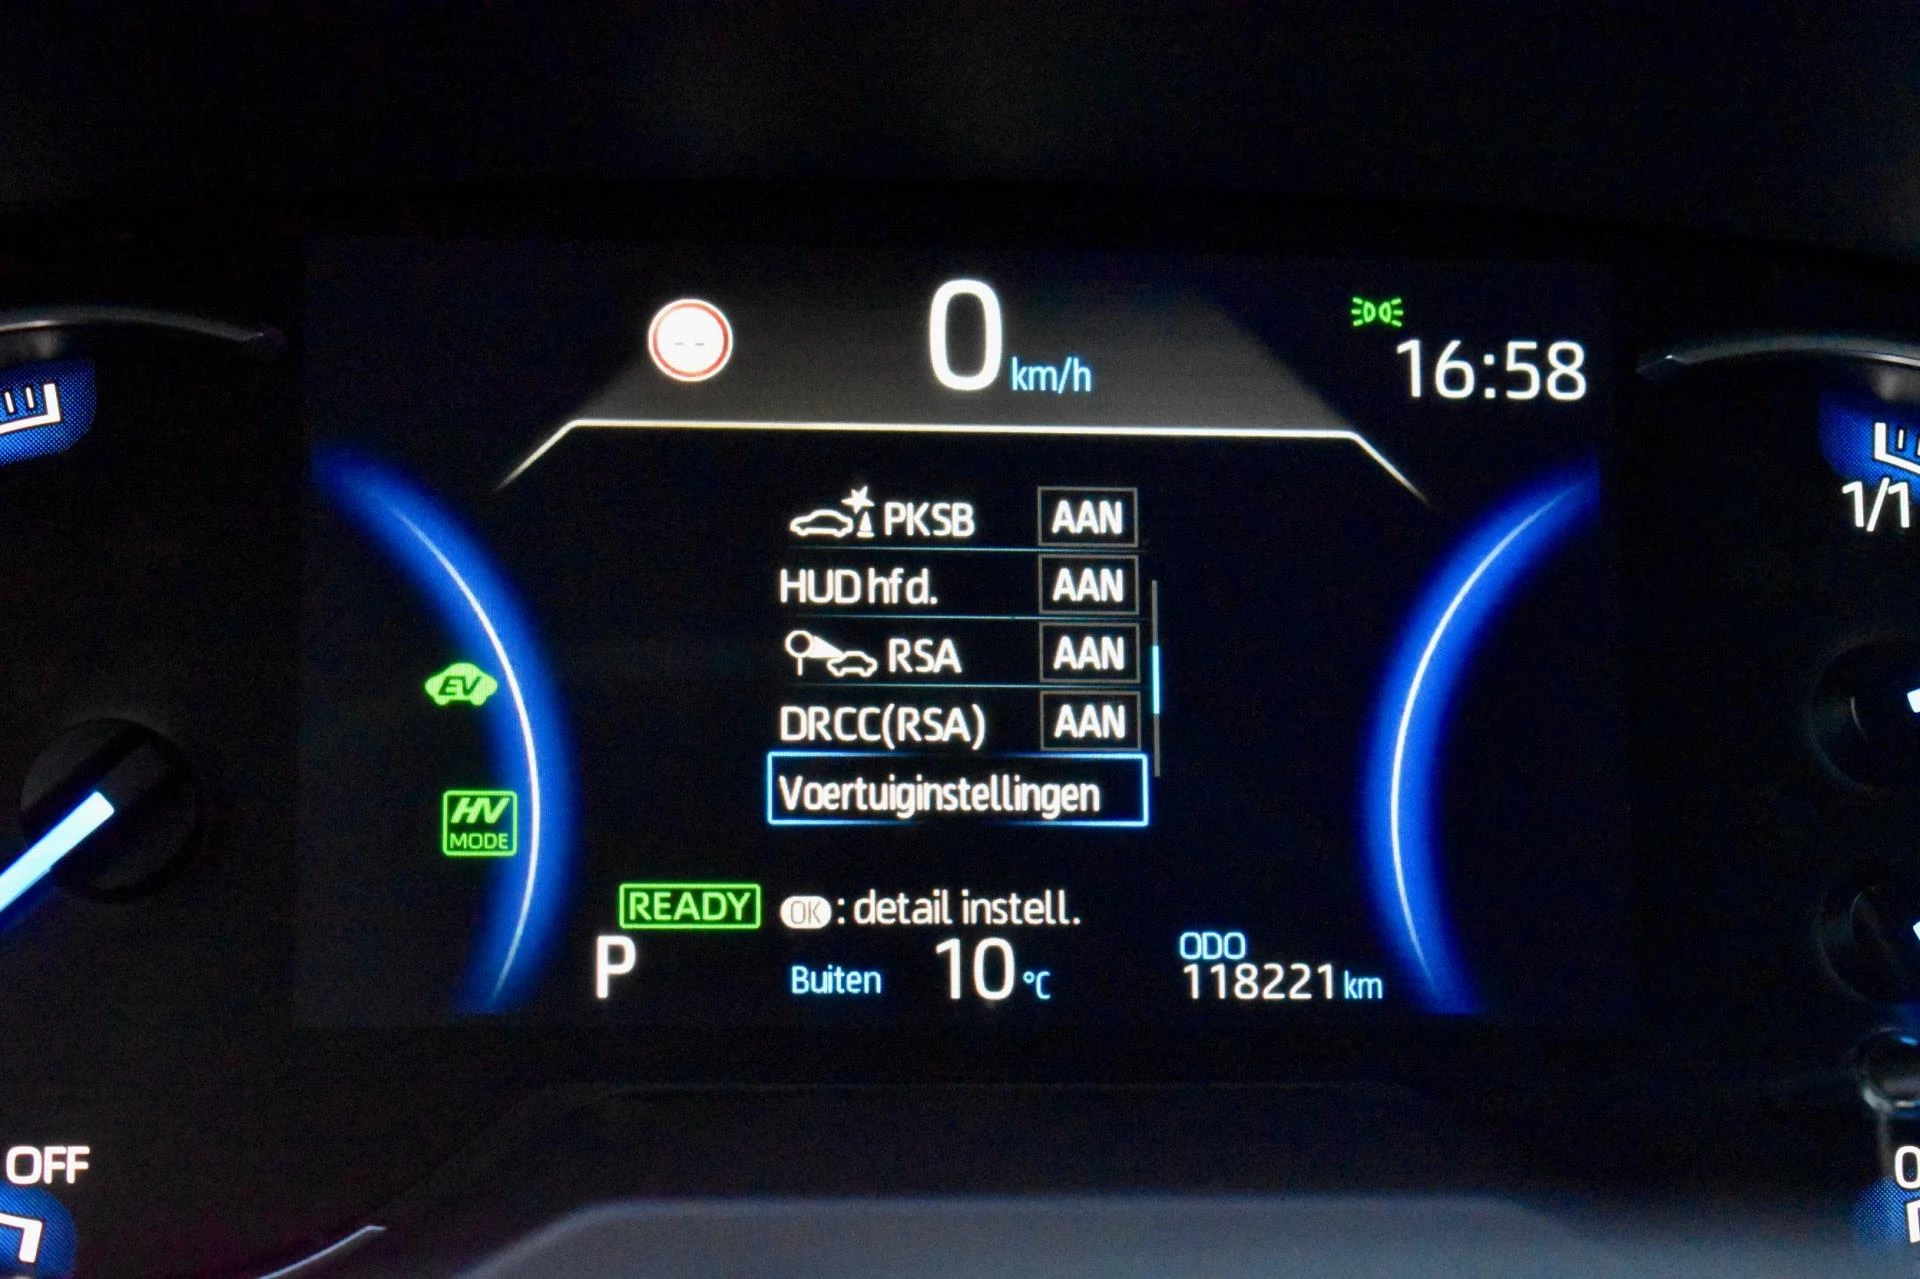 0 km/h
16:58
1/1
PKSB AAN
HUD hfd. AAN
RSA AAN
DRCC(RSA) AAN
Voertuiginstellingen
EV
HV
MODE
READY
OK : detail instell.
P
Buiten 10 °C
ODO
118221 km
OFF